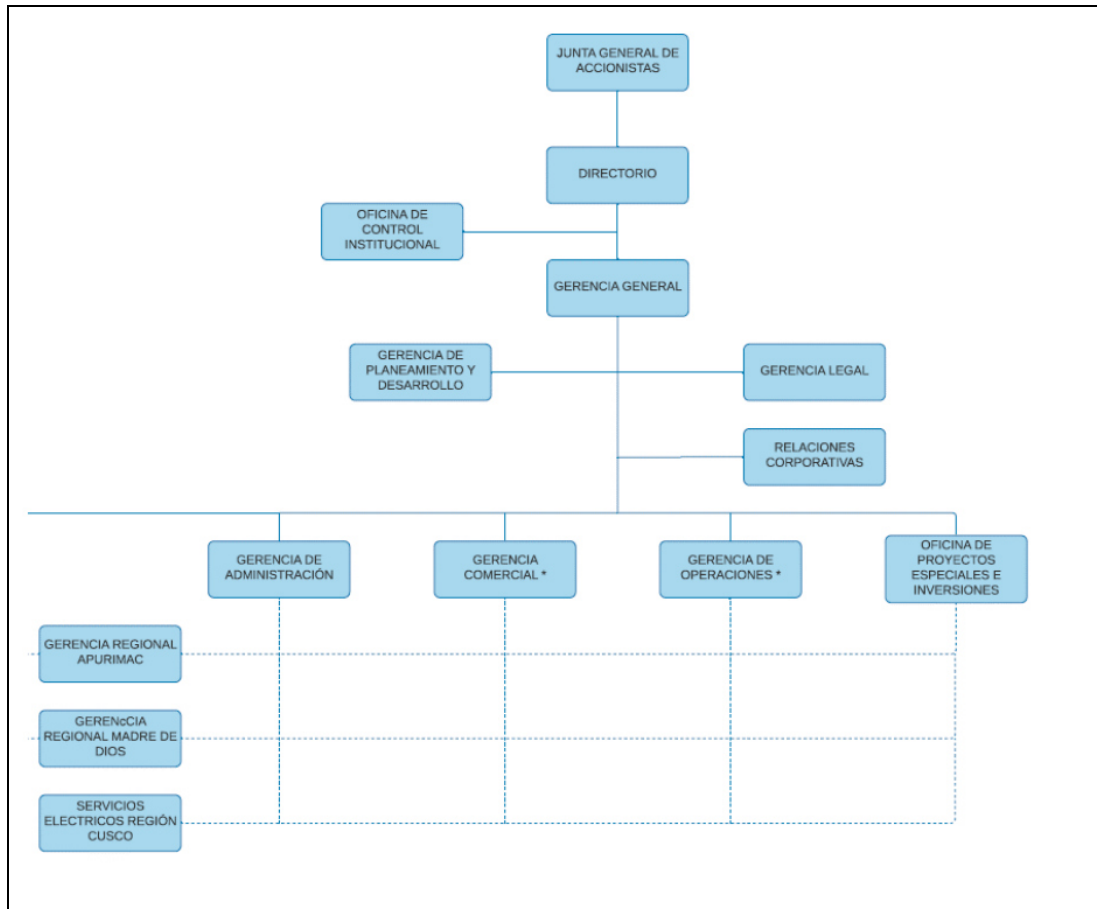 JUNTA GENERAL DE
ACCIONISTAS
DIRECTORIO
OFICINA DE
CONTROL
INSTITUCIONAL
GERENCIA GENERAL
GERENCIA DE
PLANEAMIENTO Y
DESARROLLO
GERENCIA LEGAL
RELACIONES
CORPORATIVAS
GERENCIA DE
ADMINISTRACIÓN
GERENCIA
COMERCIAL *
GERENCIA DE
OPERACIONES *
OFICINA DE
PROYECTOS
ESPECIALES E
INVERSIONES
GERENCIA REGIONAL
APURIMAC
GERENcCIA
REGIONAL MADRE DE
DIOS
SERVICIOS
ELECTRICOS REGIÓN
CUSCO